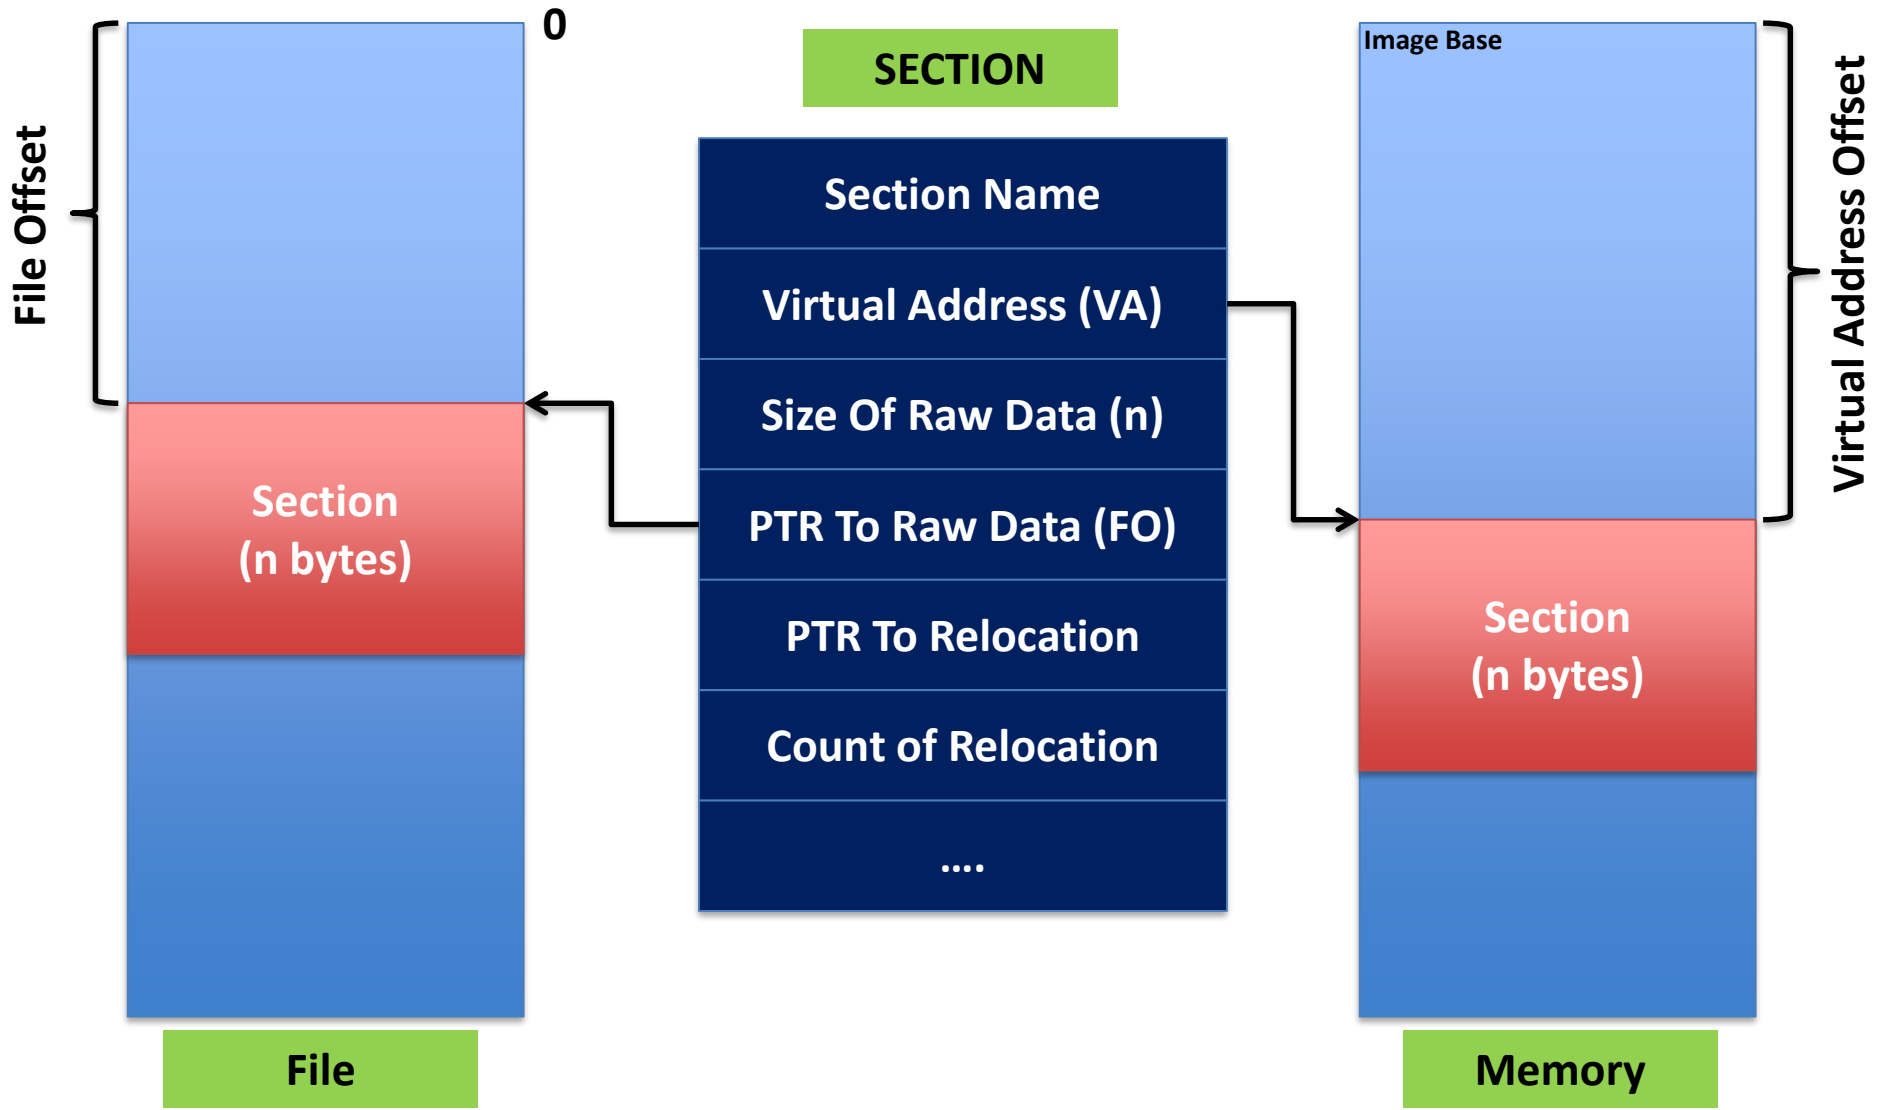 0
File Offset
Section
(n bytes)
File
SECTION
Section Name
Virtual Address (VA)
Size Of Raw Data (n)
PTR To Raw Data (FO)
PTR To Relocation
Count of Relocation
....
Image Base
Virtual Address Offset
Section
(n bytes)
Memory